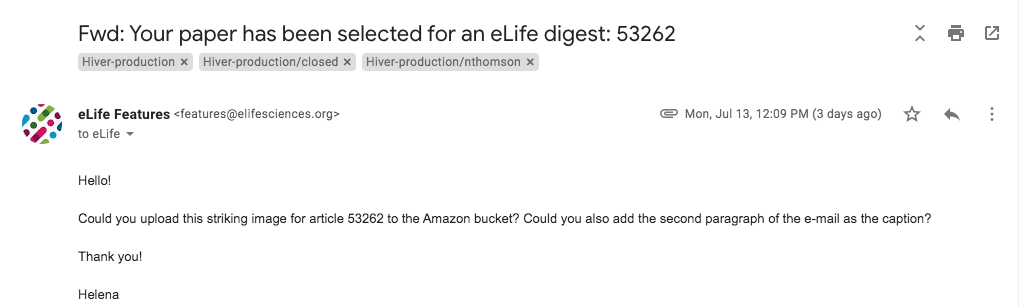 Fwd: Your paper has been selected for an eLife digest: 53262
Hiver-production × Hiver-production/closed × Hiver-production/nthomson ×
eLife Features <features@elifesciences.org> Mon, Jul 13, 12:09 PM (3 days ago)
to eLife
Hello!
Could you upload this striking image for article 53262 to the Amazon bucket? Could you also add the second paragraph of the e-mail as the caption?
Thank you!
Helena